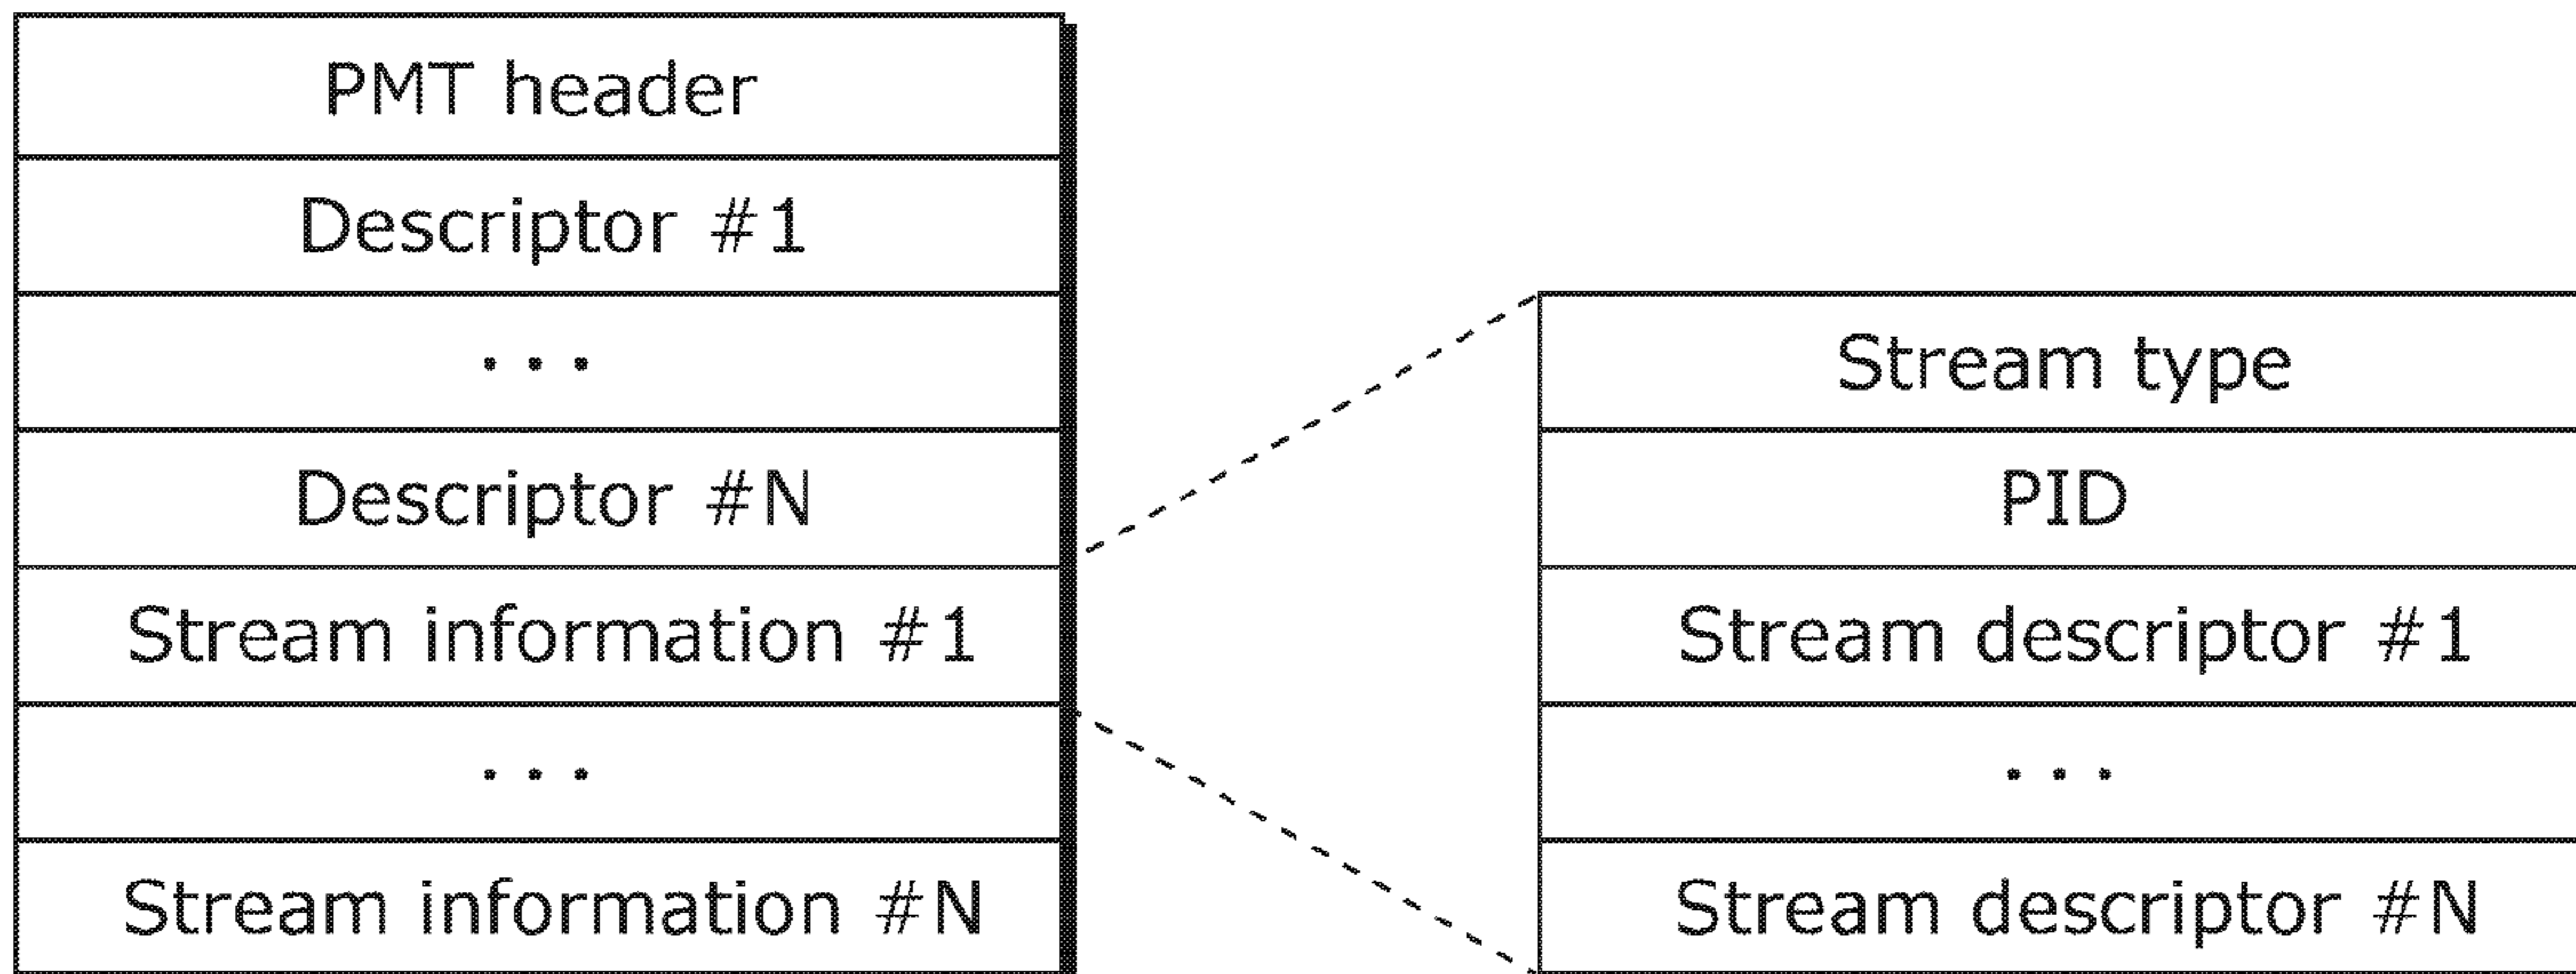 PMT header
Descriptor #1
...
Descriptor #N
Stream information #1
...
Stream information #N
Stream type
PID
Stream descriptor #1
...
Stream descriptor #N